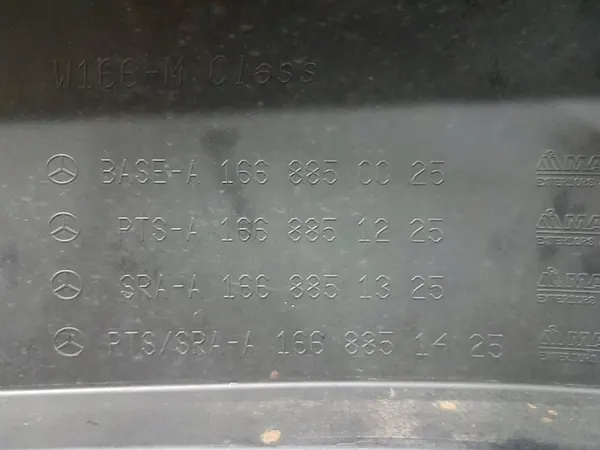 W166-M Class
BASE-A 166 885 00 25
PTS-A 166 885 12 25
SRA-A 166 885 13 25
PTS/SRA-A 166 885 14 25